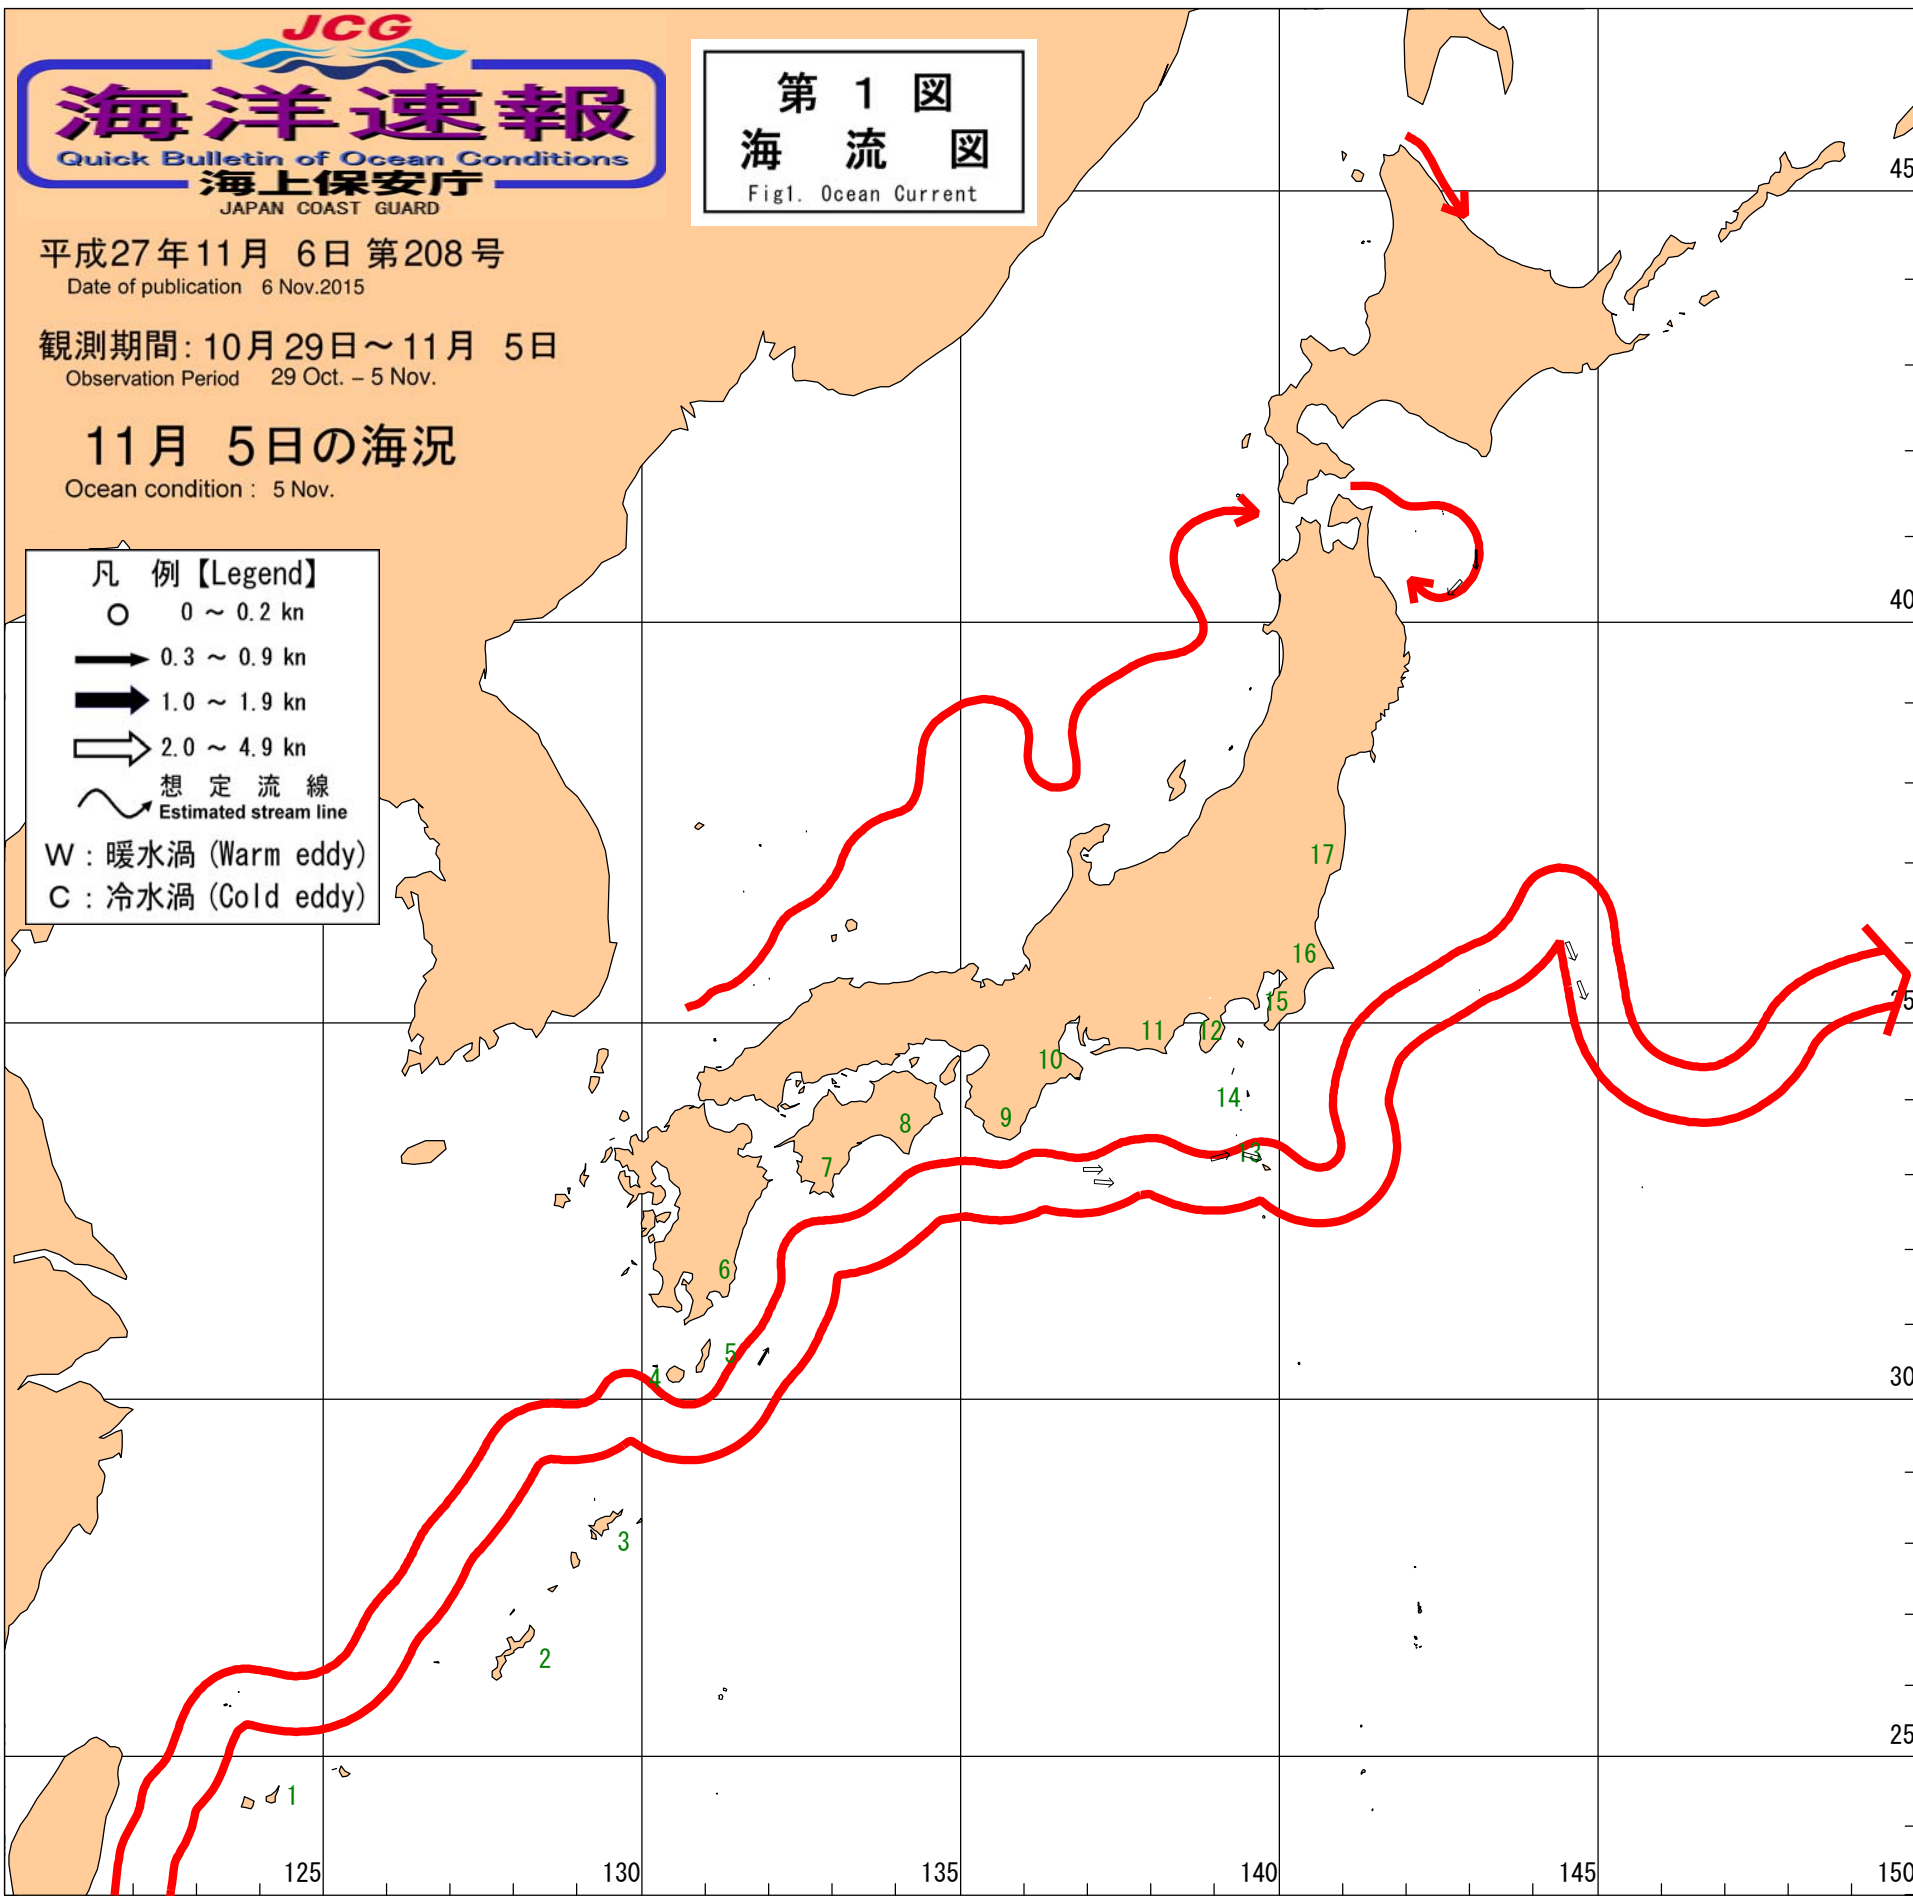 JCG
海洋速報
Quick Bulletin of Ocean Conditions
海上保安庁
JAPAN COAST GUARD
第 1 図
海 流 図
Fig1. Ocean Current
平成27年11月 6日 第208号
Date of publication 6 Nov.2015
観測期間: 10月29日～11月 5日
Observation Period 29 Oct. – 5 Nov.
11月 5日の海況
Ocean condition : 5 Nov.
凡 例【Legend】
0 ～ 0.2 kn
0.3 ～ 0.9 kn
1.0 ～ 1.9 kn
2.0 ～ 4.9 kn
想 定 流 線
Estimated stream line
W : 暖水渦 (Warm eddy)
C : 冷水渦 (Cold eddy)
45
40
17
16
35
15
11
12
10
14
9
8
13
7
6
5
4
30
3
2
25
1
125
130
135
140
145
150